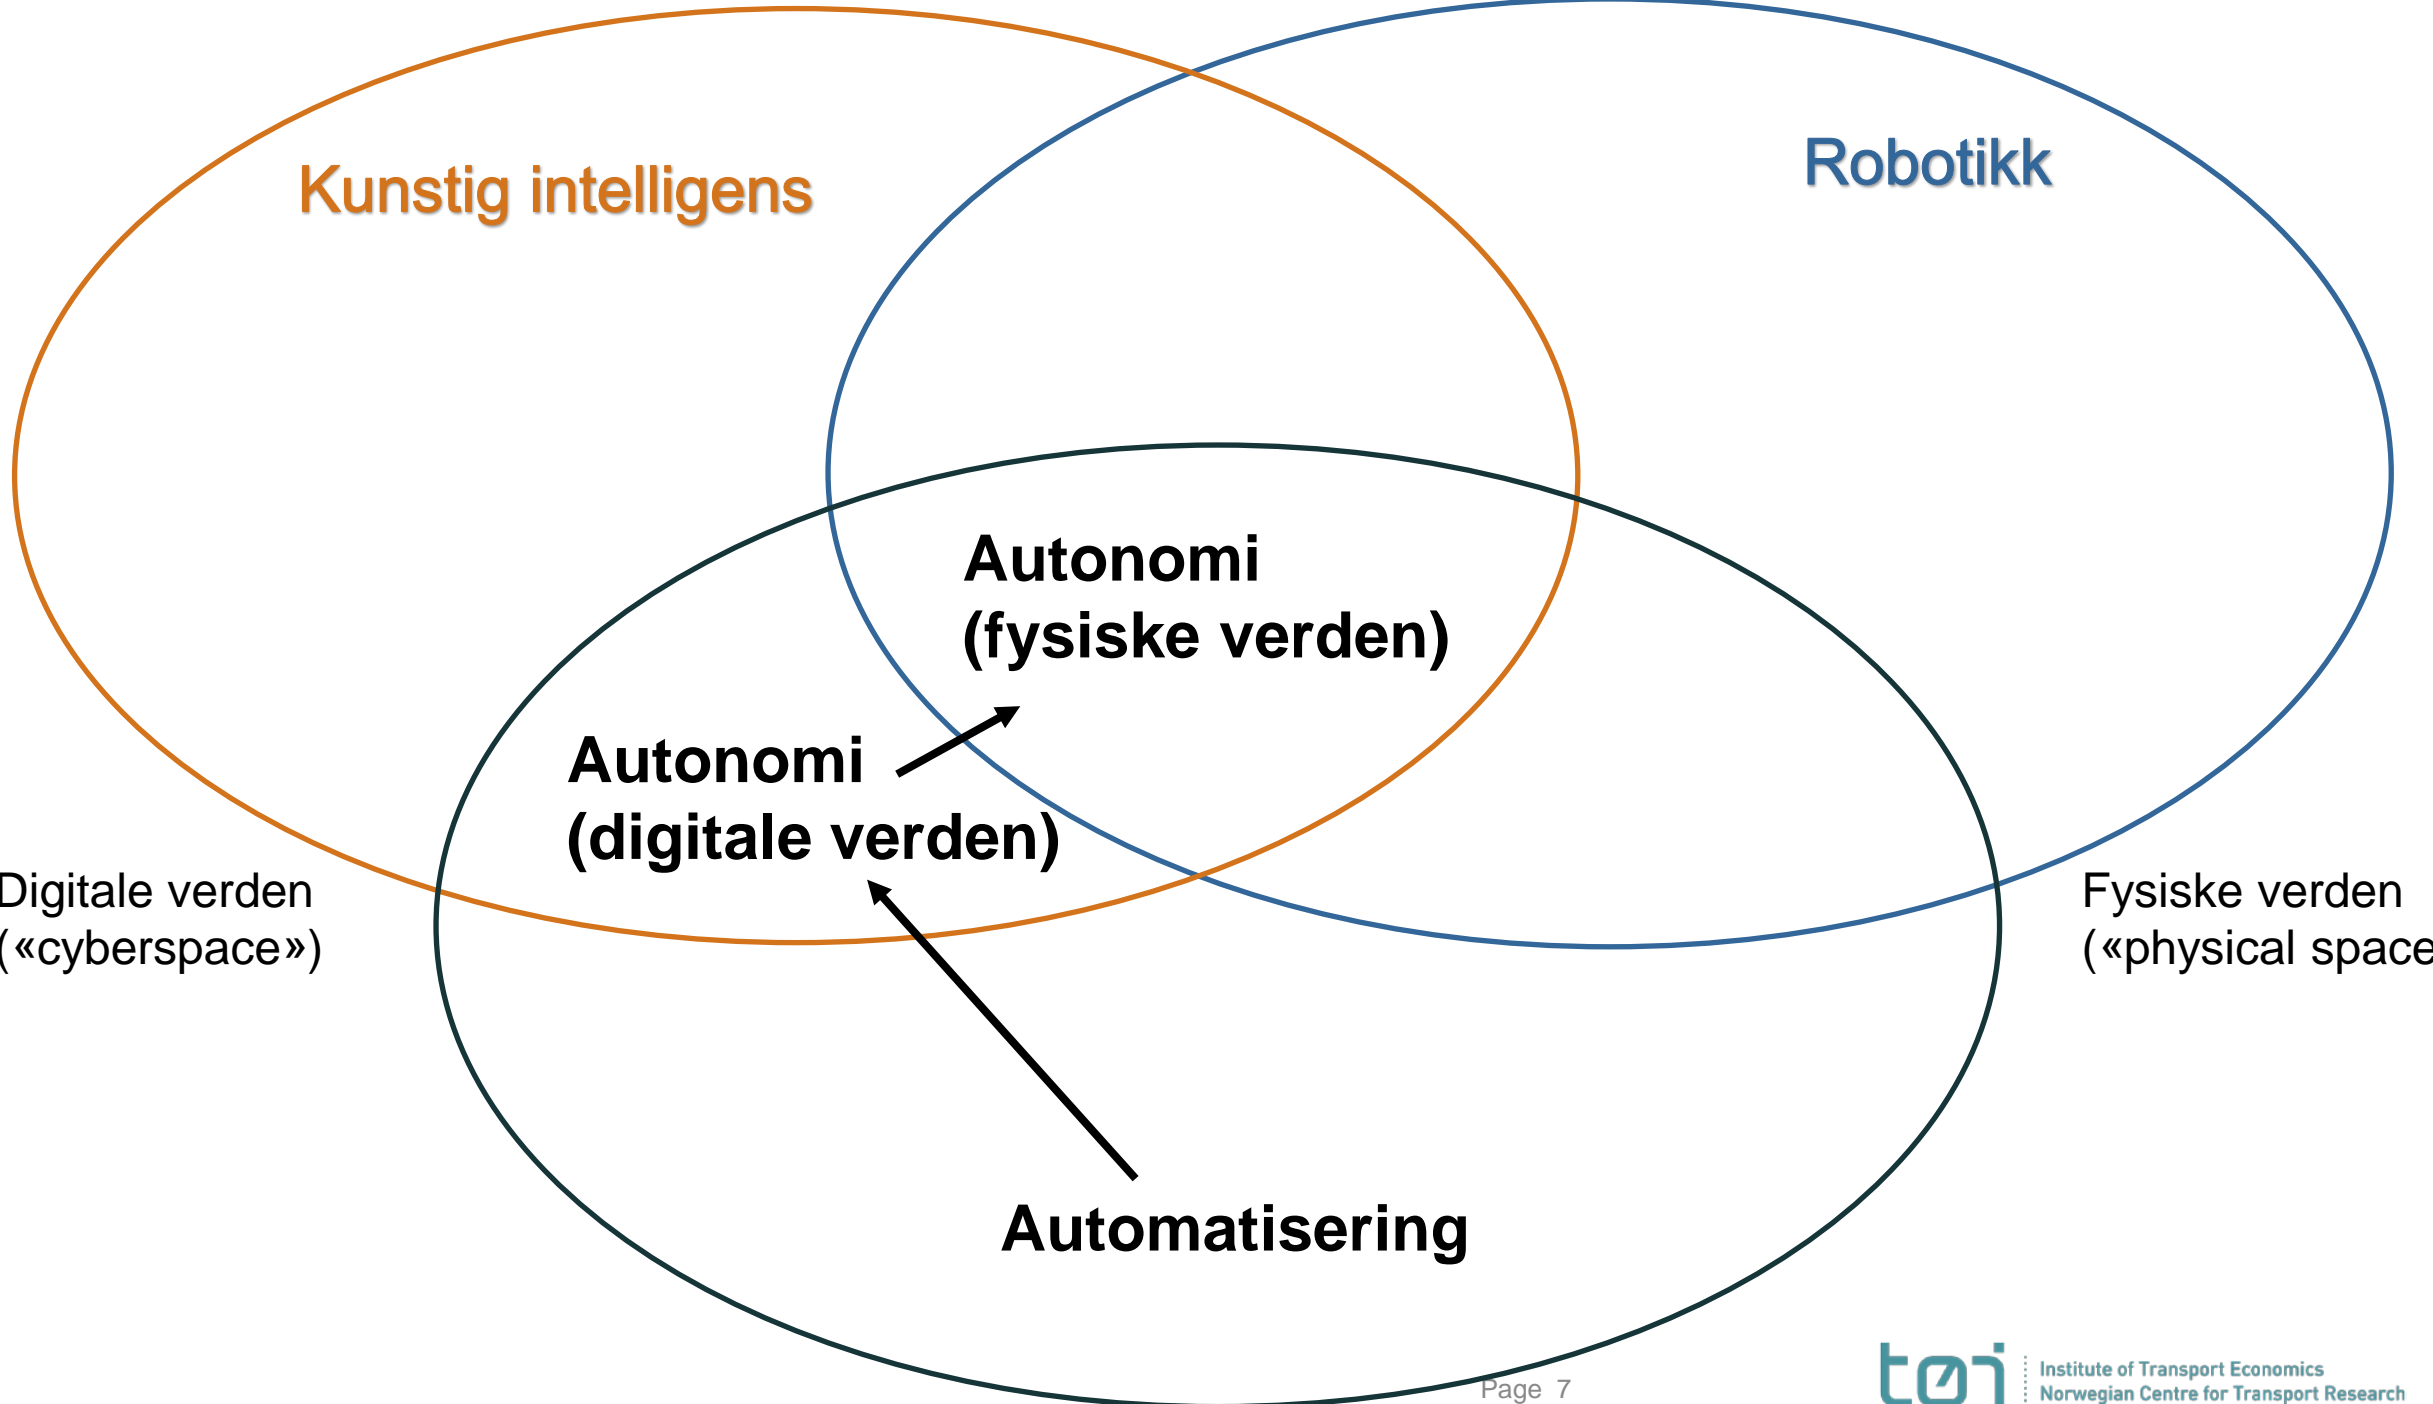 Kunstig intelligens
Robotikk
Autonomi
(fysiske verden)
Autonomi
(digitale verden)
Digitale verden
(«cyberspace»)
Fysiske verden
(«physical space
Automatisering
Page 7
tøi
Institute of Transport Economics
Norwegian Centre for Transport Research